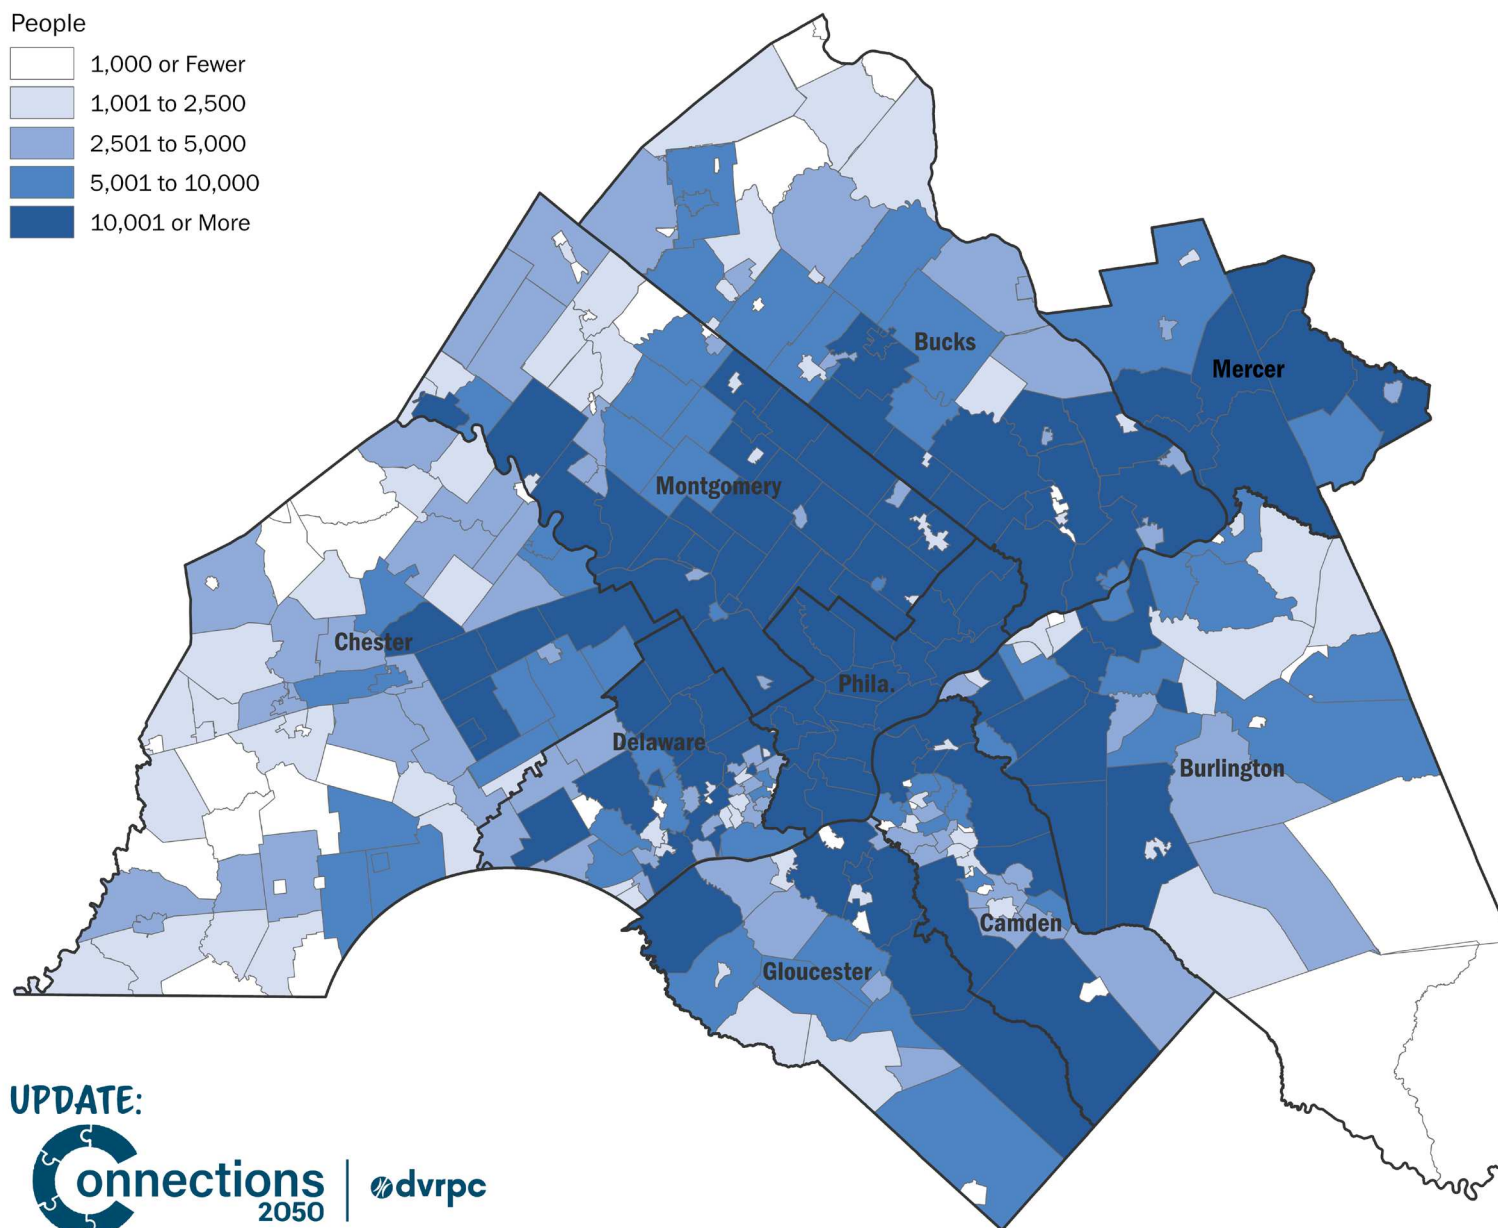 People
1,000 or Fewer
1,001 to 2,500
2,501 to 5,000
5,001 to 10,000
10,001 or More
Bucks
Mercer
Montgomery
Chester
Phila.
Delaware
Burlington
Camden
Gloucester
UPDATE:
Connections
2050
dvrpc